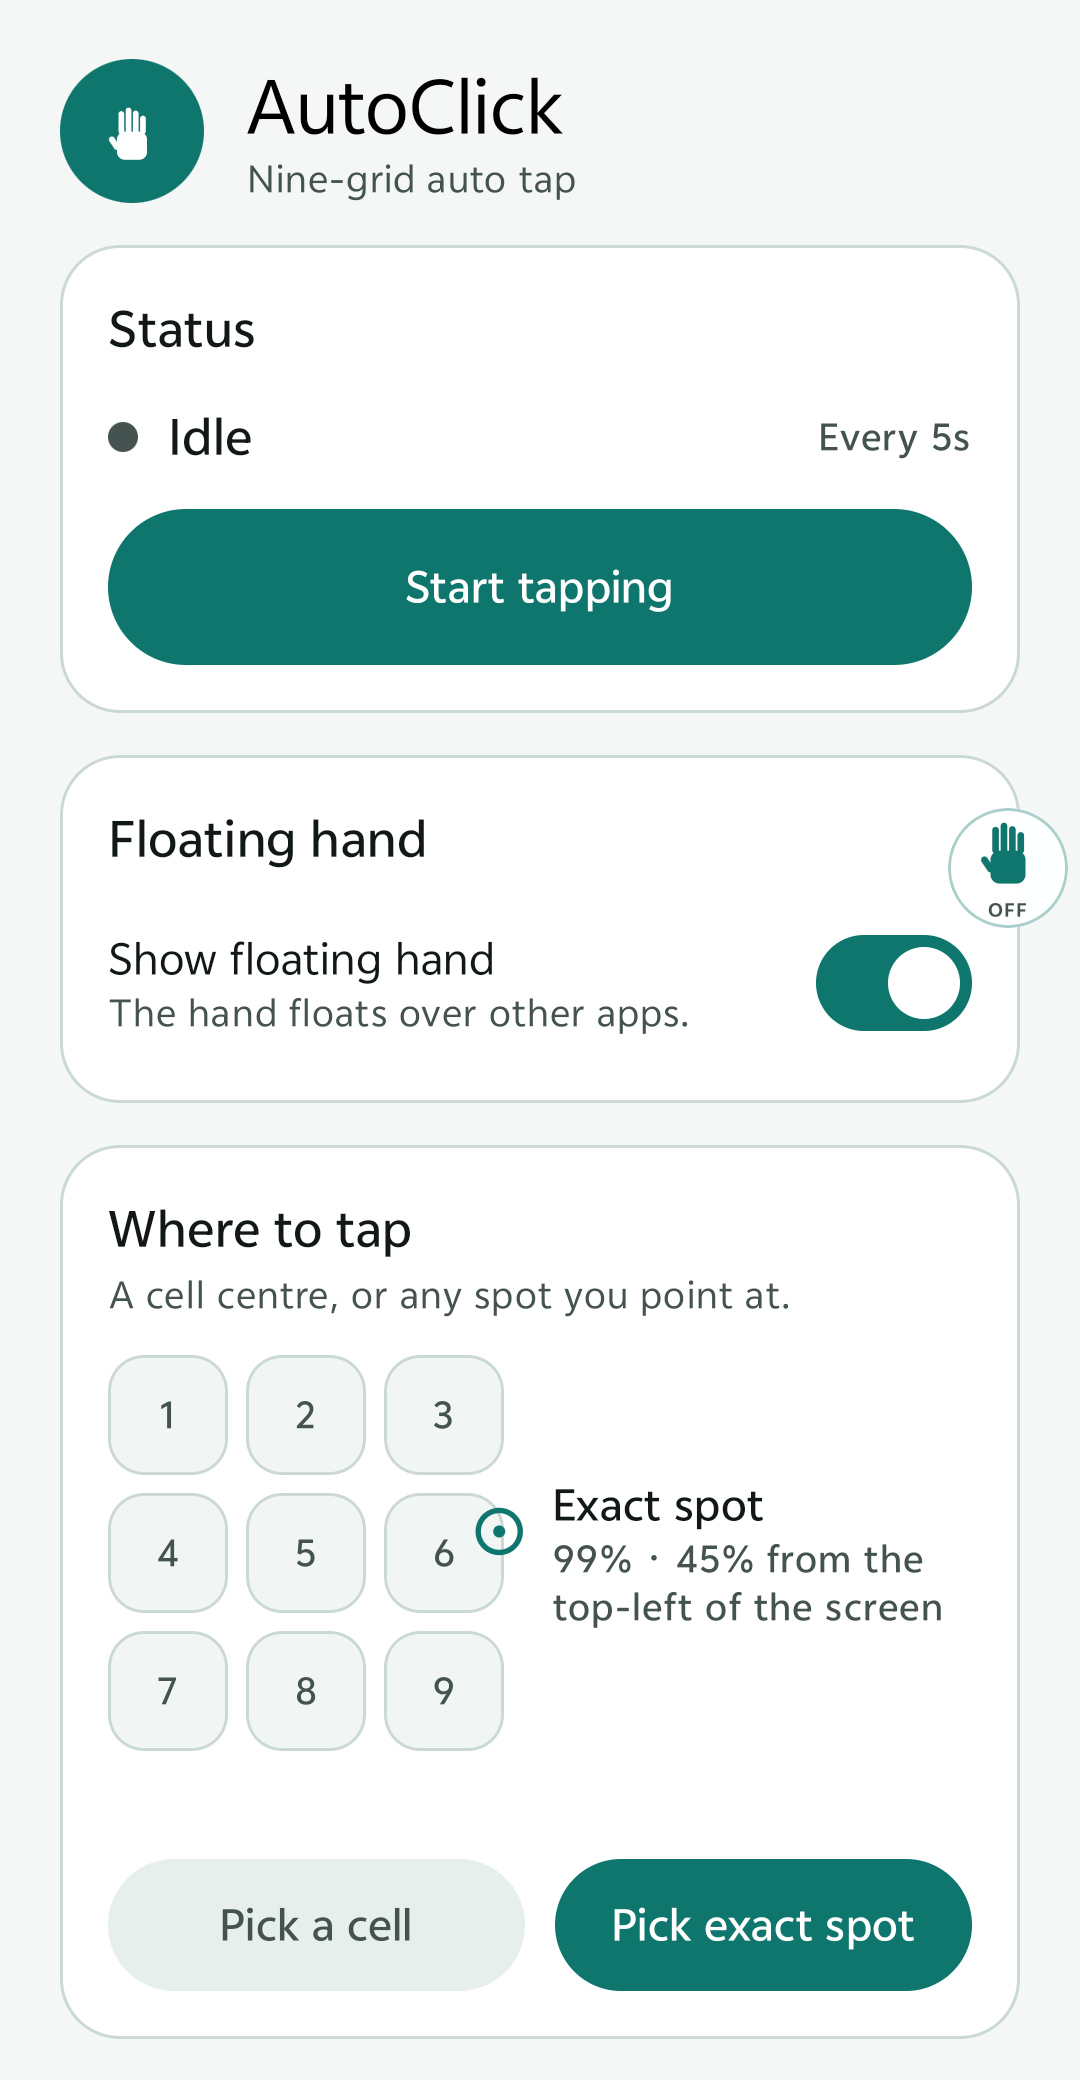 AutoClick
Nine-grid auto tap
Status
Idle
Every 5s
Start tapping
Floating hand
OFF
Show floating hand
The hand floats over other apps.
Where to tap
A cell centre, or any spot you point at.
1 2 3
4 5 6
7 8 9
Exact spot
99% · 45% from the
top-left of the screen
Pick a cell
Pick exact spot